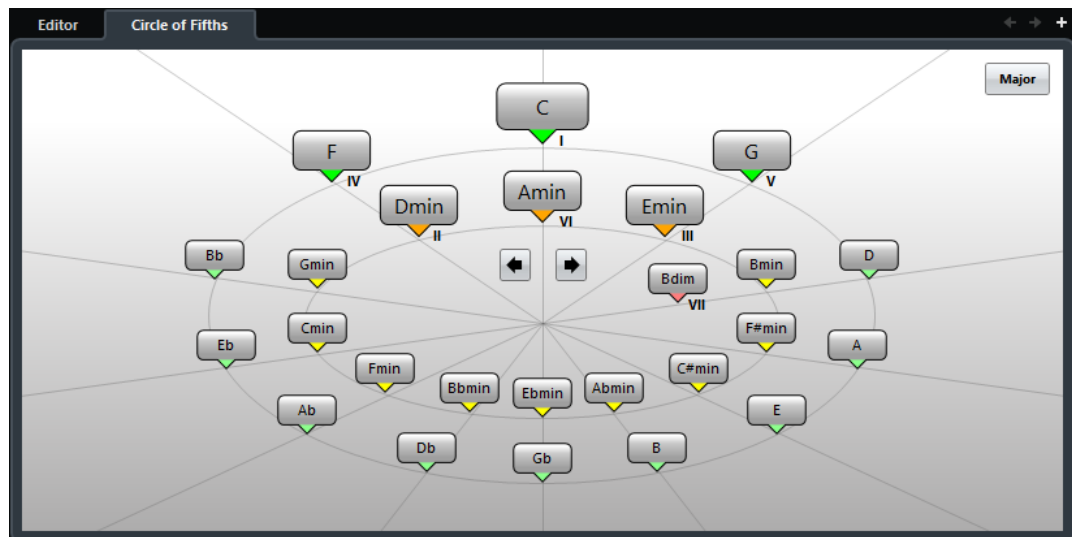 Editor
Circle of Fifths
Major
C
I
F
IV
G
V
Dmin
II
Amin
VI
Emin
III
Bb
Gmin
Bdim
VII
Bmin
D
Eb
Cmin
F#min
A
Fmin
C#min
Bbmin
Ebmin
Abmin
Ab
E
Db
Gb
B